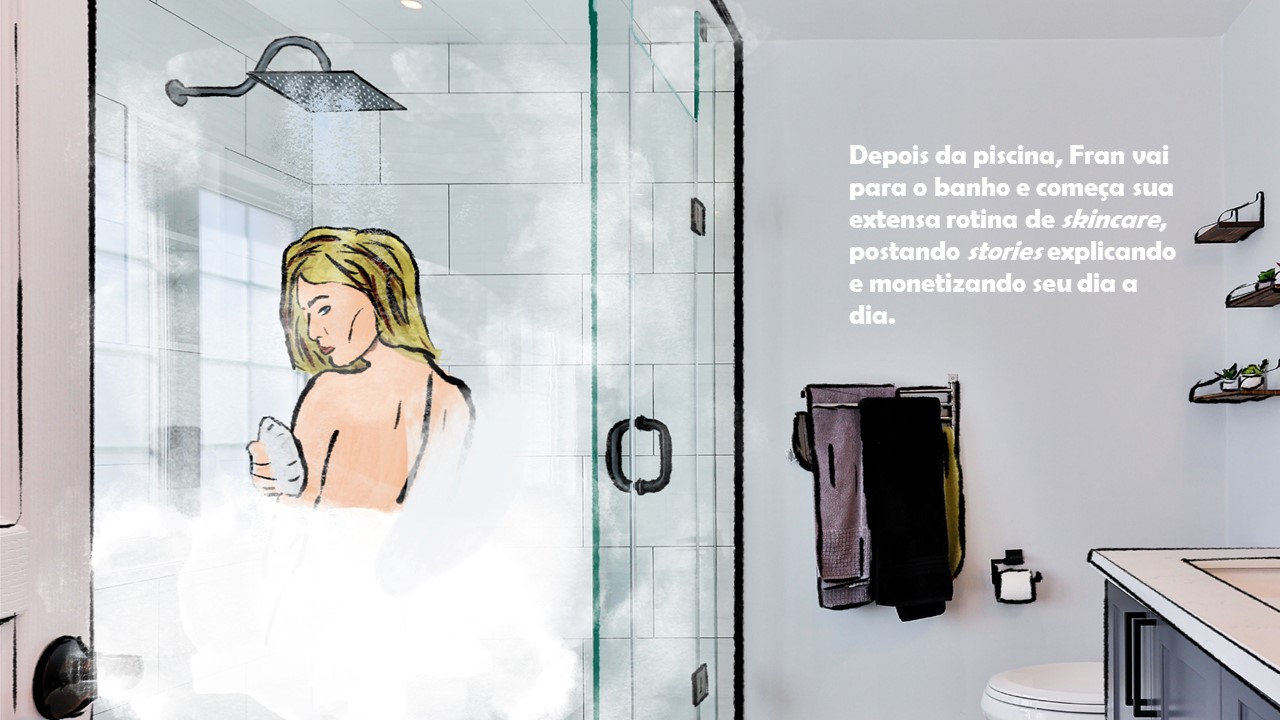 Depois da piscina, Fran vai
para o banho e começa sua
extensa rotina de skincare,
postando stories explicando
e monetizando seu dia a
dia.